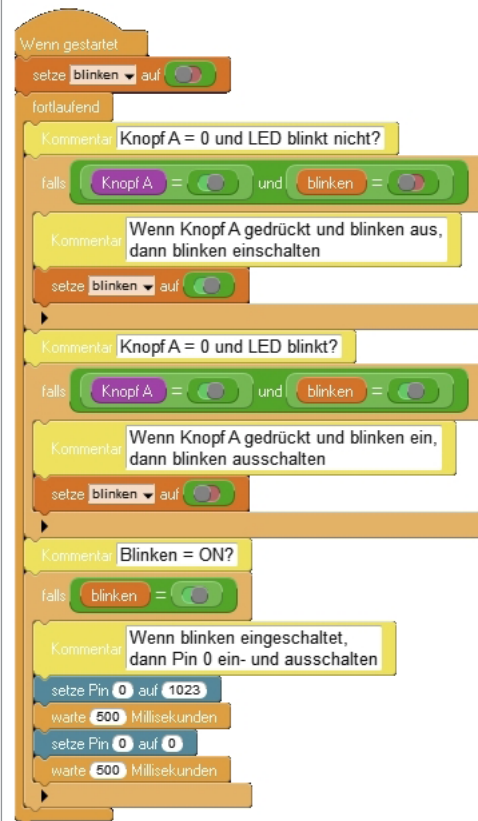 Wenn gestartet
setze blinken auf
fortlaufend
Kommentar Knopf A = 0 und LED blinkt nicht?
falls Knopf A = und blinken =
Kommentar Wenn Knopf A gedrückt und blinken aus,
dann blinken einschalten
setze blinken auf
Kommentar Knopf A = 0 und LED blinkt?
falls Knopf A = und blinken =
Kommentar Wenn Knopf A gedrückt und blinken ein,
dann blinken ausschalten
setze blinken auf
Kommentar Blinken = ON?
falls blinken =
Kommentar Wenn blinken eingeschaltet,
dann Pin 0 ein- und ausschalten
setze Pin 0 auf 1023
warte 500 Millisekunden
setze Pin 0 auf 0
warte 500 Millisekunden